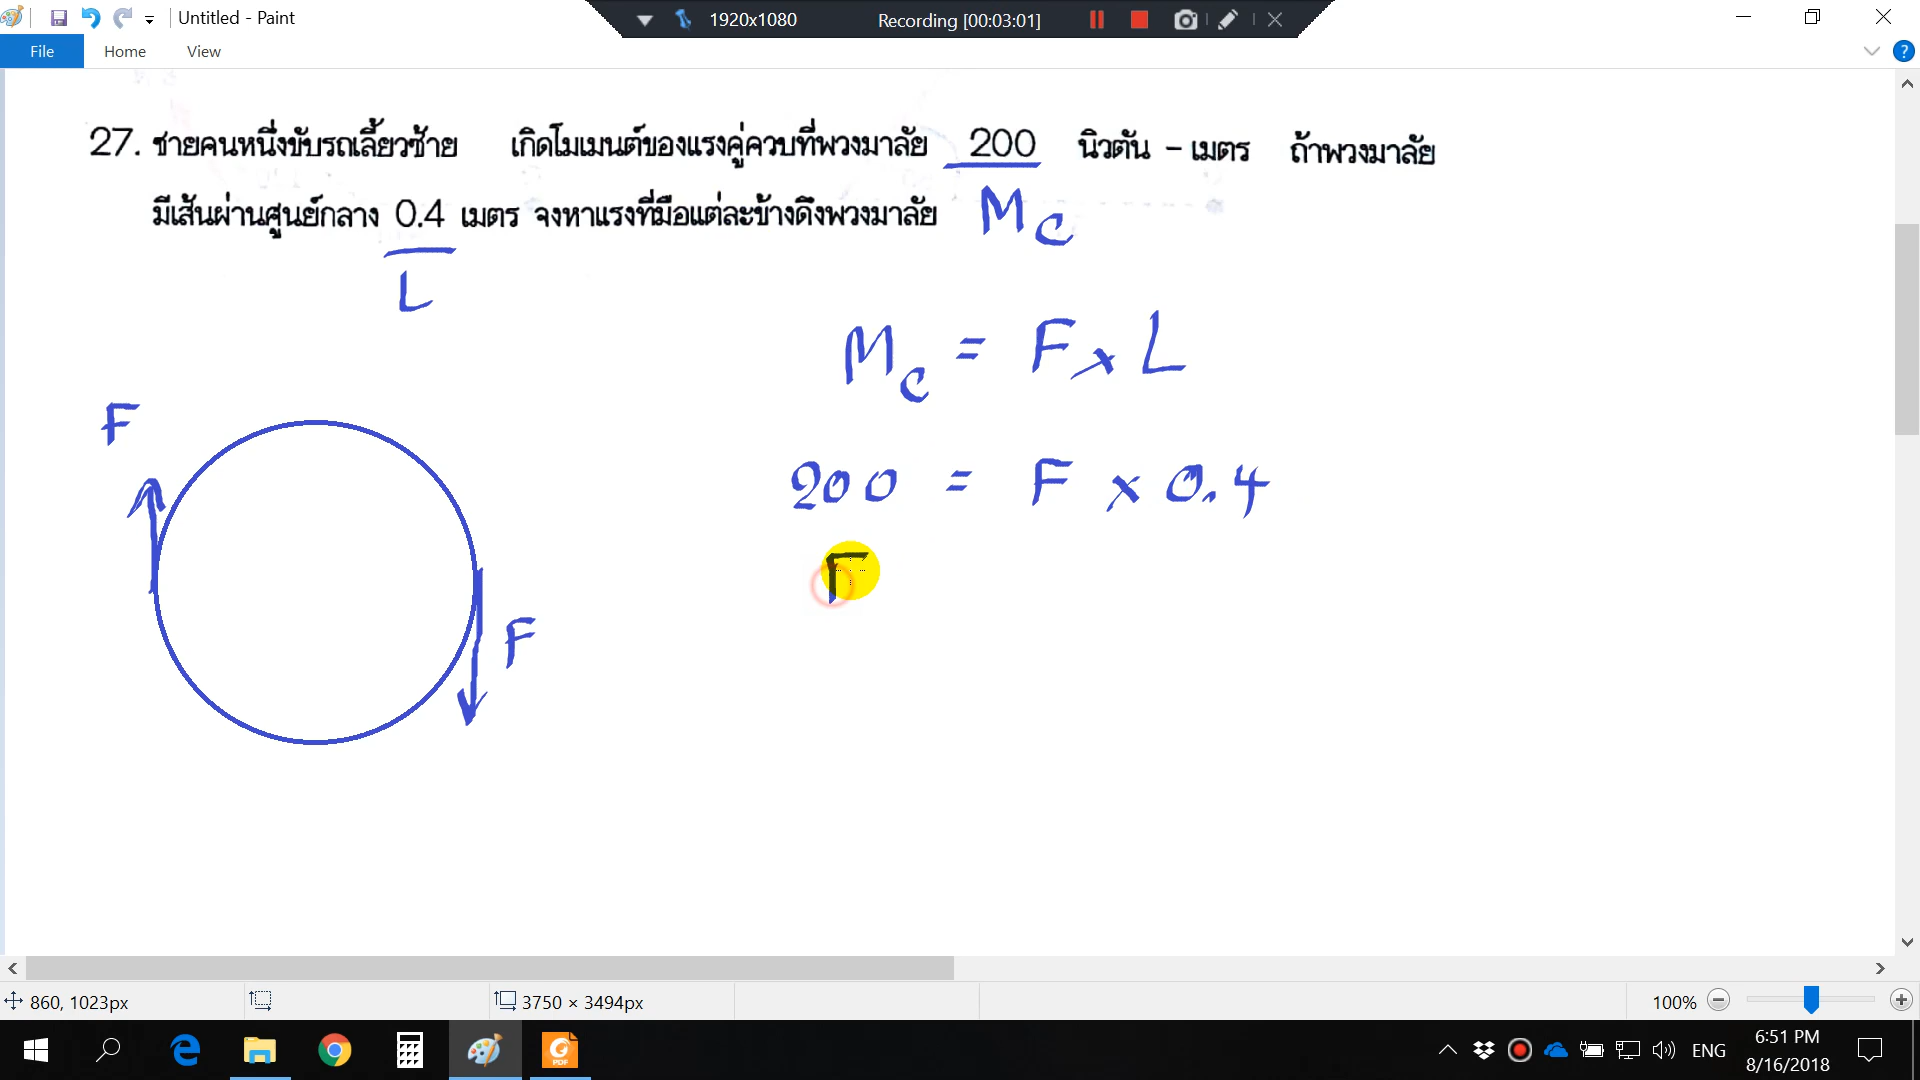 Untitled - Paint
1920x1080 Recording [00:03:01]
File Home View
27. ชายคนหนึ่งขับรถเลี้ยวซ้าย เกิดโมเมนต์ของแรงคู่ควบที่พวงมาลัย 200 นิวตัน - เมตร ถ้าพวงมาลัย
มีเส้นผ่านศูนย์กลาง 0.4 เมตร จงหาแรงที่มือแต่ละข้างดึงพวงมาลัย
M C
L
M C = F x L
F
200 = F x 0.4
F
860, 1023px 3750 × 3494px 100%
PDF
ENG
6:51 PM
8/16/2018